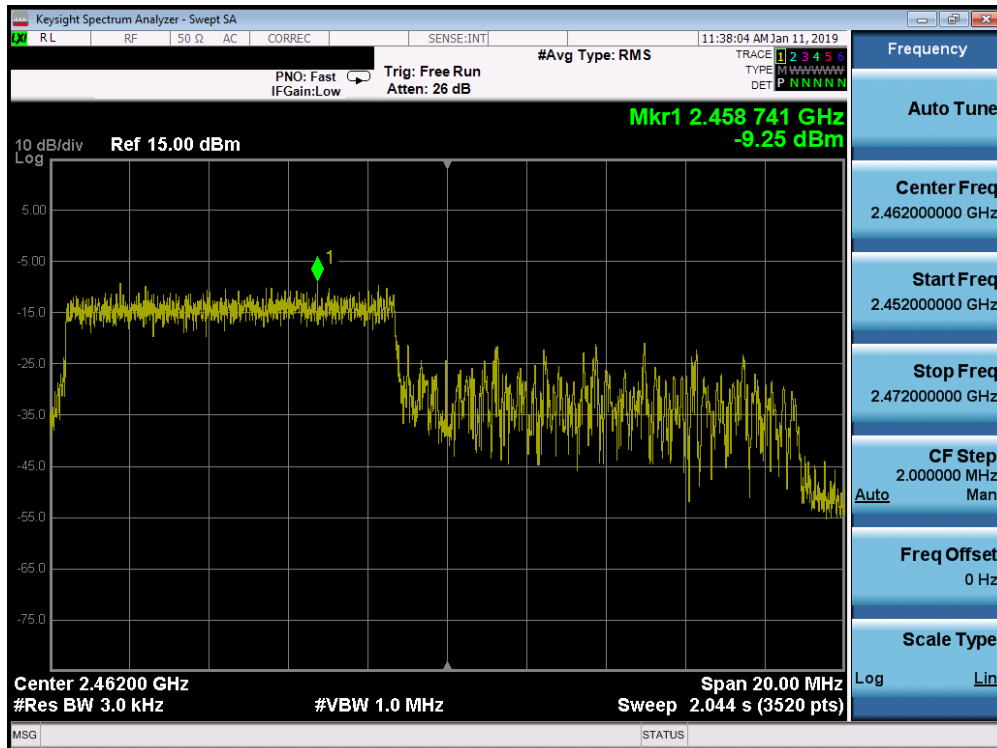 LXI Keysight Spectrum Analyzer - Swept SA
RL RF 50 Ω AC CORREC SENSE:INT 11:38:04 AM Jan 11, 2019
PNO: Fast
IFGain:Low
Trig: Free Run
Atten: 26 dB
#Avg Type: RMS
TRACE 1 2 3 4 5 6
TYPE M W W W W W
DET P N N N N N
Mkr1 2.458 741 GHz
-9.25 dBm
10 dB/div
Log
Ref 15.00 dBm
5.00
-5.00
-15.0
-25.0
-35.0
-45.0
-55.0
-65.0
-75.0
1
Center 2.46200 GHz
#Res BW 3.0 kHz
#VBW 1.0 MHz
Span 20.00 MHz
Sweep 2.044 s (3520 pts)
MSG
STATUS
Frequency
Auto Tune
Center Freq
2.462000000 GHz
Start Freq
2.452000000 GHz
Stop Freq
2.472000000 GHz
CF Step
2.000000 MHz
Auto Man
Freq Offset
0 Hz
Scale Type
Log Lin